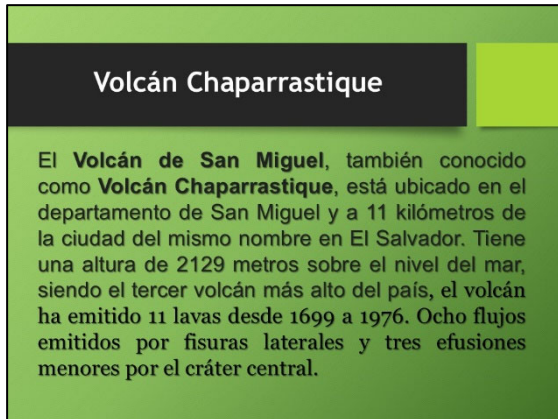 Volcán Chaparrastique
El Volcán de San Miguel, también conocido
como Volcán Chaparrastique, está ubicado en el
departamento de San Miguel y a 11 kilómetros de
la ciudad del mismo nombre en El Salvador. Tiene
una altura de 2129 metros sobre el nivel del mar,
siendo el tercer volcán más alto del país, el volcán
ha emitido 11 lavas desde 1699 a 1976. Ocho flujos
emitidos por fisuras laterales y tres efusiones
menores por el cráter central.